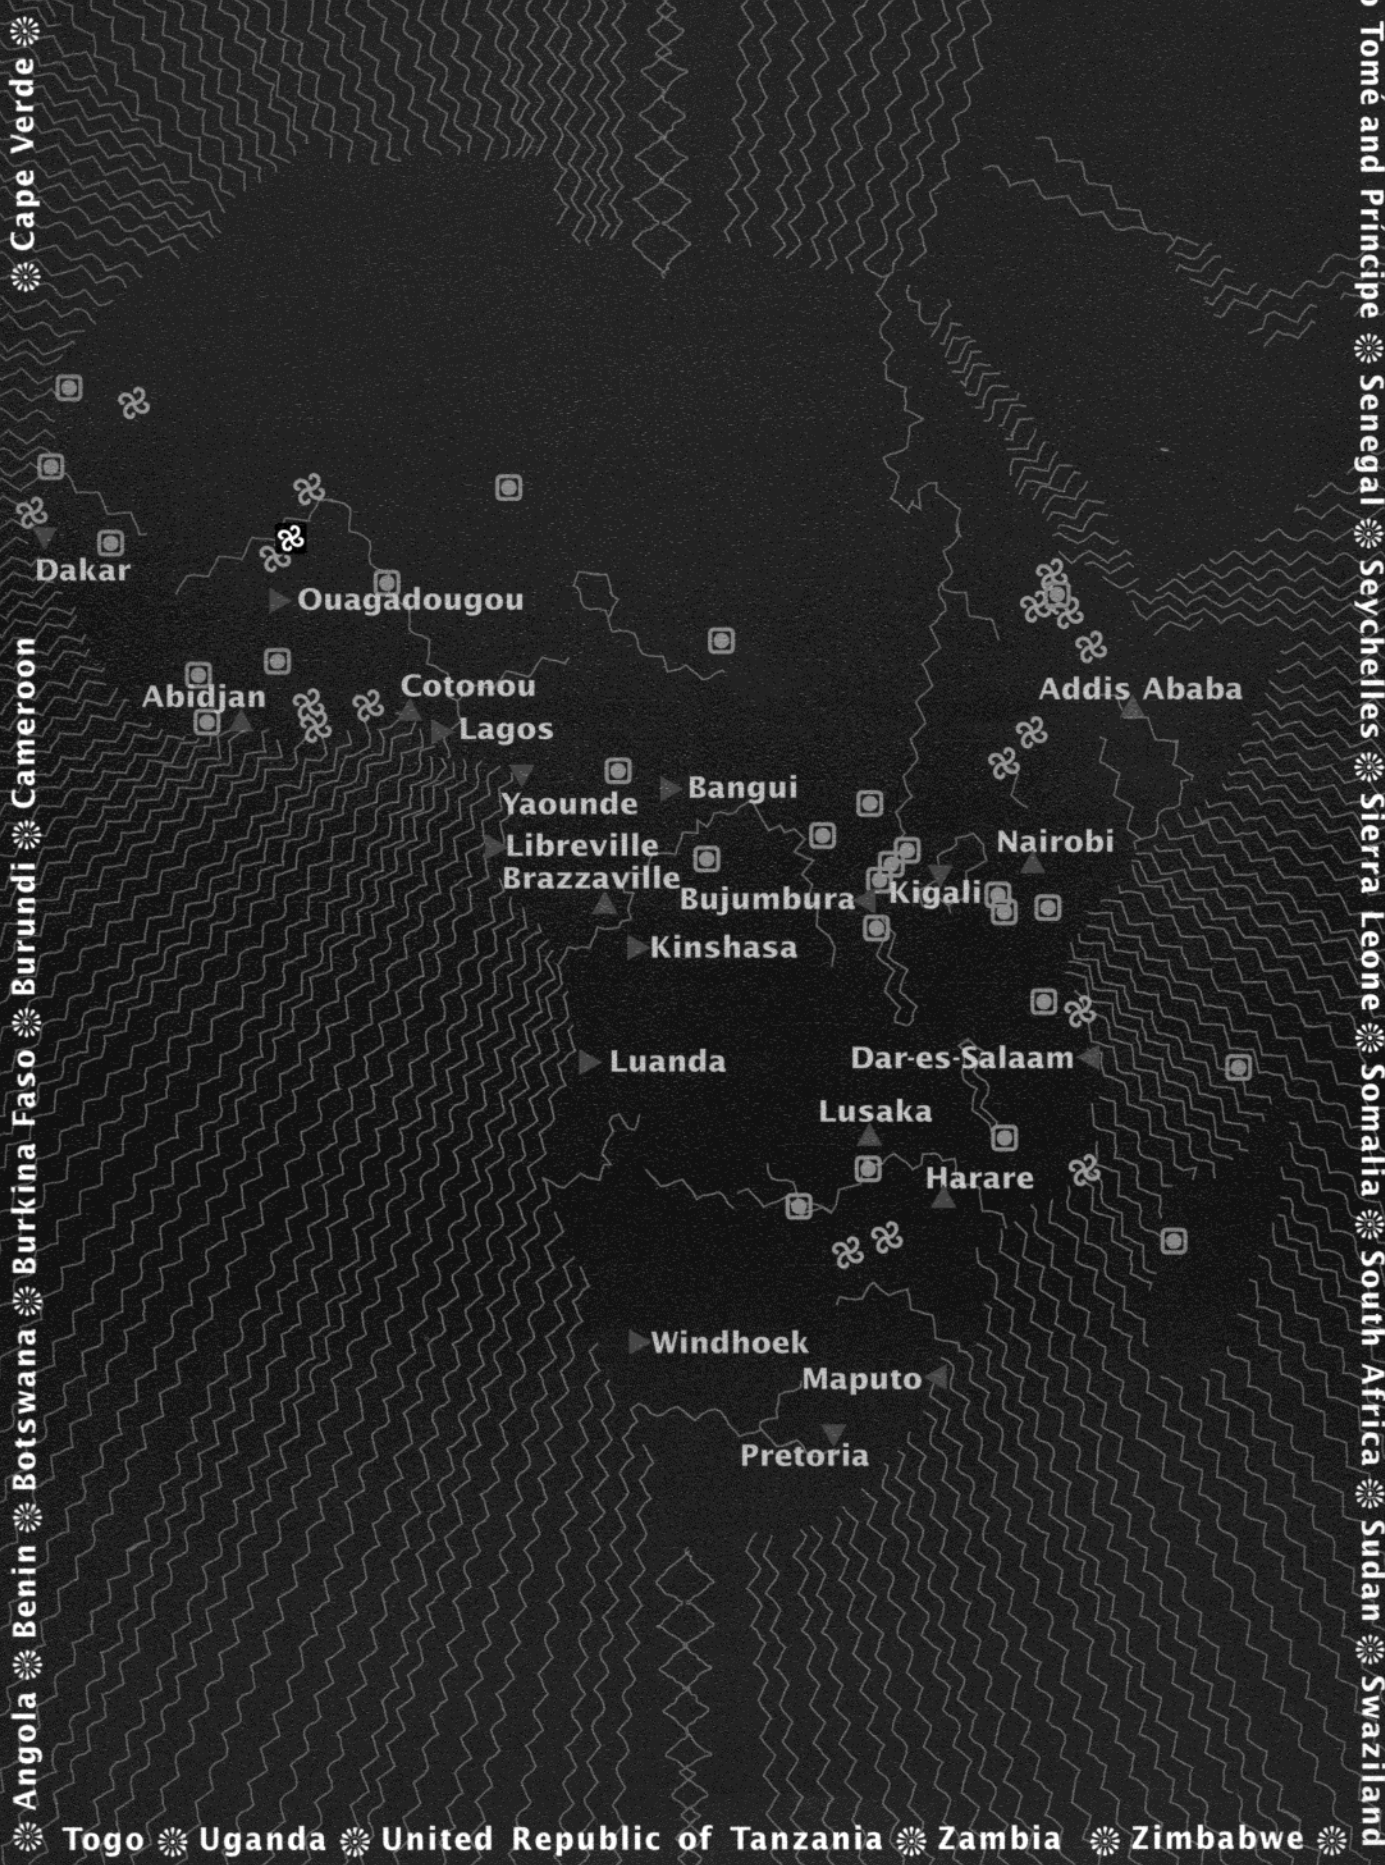 Angola ❋ Benin ❋ Botswana ❋ Burkina Faso ❋ Burundi ❋ Cameroon
❋ Cape Verde ❋
Tomé and Príncipe ❋ Senegal ❋ Seychelles ❋ Sierra Leone ❋ Somalia ❋ South Africa ❋ Sudan ❋ Swaziland
Dakar
Ouagadougou
Abidjan
Cotonou
Lagos
Addis Ababa
Yaounde
Bangui
Libreville
Nairobi
Brazzaville
Bujumbura
Kigali
Kinshasa
Luanda
Dar-es-Salaam
Lusaka
Harare
Windhoek
Maputo
Pretoria
❋ Togo ❋ Uganda ❋ United Republic of Tanzania ❋ Zambia ❋ Zimbabwe ❋